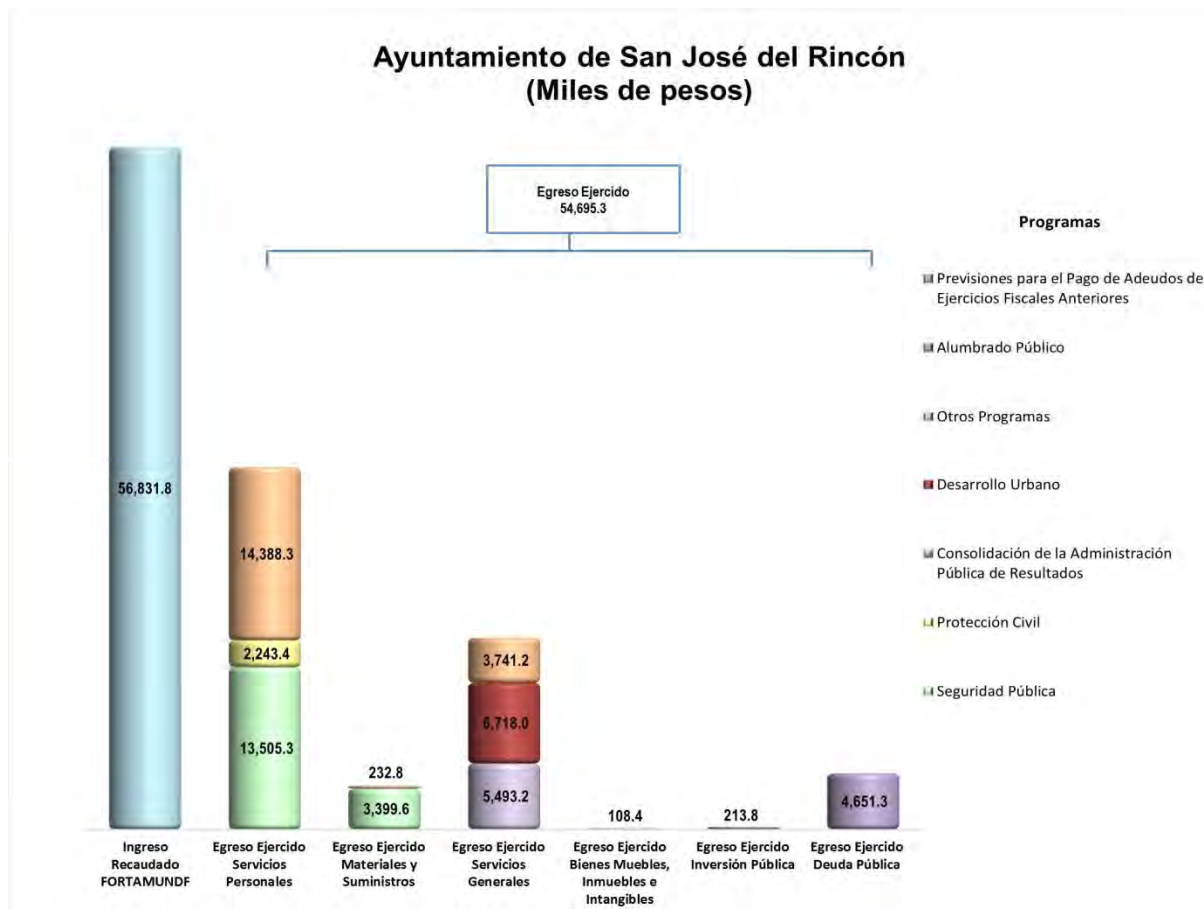 Ayuntamiento de San José del Rincón
(Miles de pesos)
Egreso Ejercido
54,695.3
Programas
Previsiones para el Pago de Adeudos de
Ejercicios Fiscales Anteriores
Alumbrado Público
Otros Programas
Desarrollo Urbano
Consolidación de la Administración
Pública de Resultados
Protección Civil
Seguridad Pública
56,831.8
14,388.3
2,243.4
13,505.3
232.8
3,399.6
3,741.2
6,718.0
5,493.2
108.4
213.8
4,651.3
Ingreso
Recaudado
FORTAMUNDF
Egreso Ejercido
Servicios
Personales
Egreso Ejercido
Materiales y
Suministros
Egreso Ejercido
Servicios
Generales
Egreso Ejercido
Bienes Muebles,
Inmuebles e
Intangibles
Egreso Ejercido
Inversión Pública
Egreso Ejercido
Deuda Pública